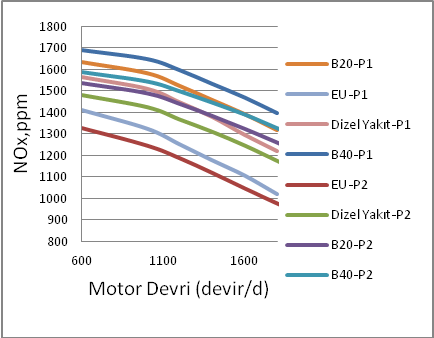 1800
1700
1600
1500
1400
1300
1200
1100
1000
900
800
NOx,ppm
600
1100
1600
Motor Devri (devir/d)
B20-P1
EU-P1
Dizel Yakıt-P1
B40-P1
EU-P2
Dizel Yakıt-P2
B20-P2
B40-P2